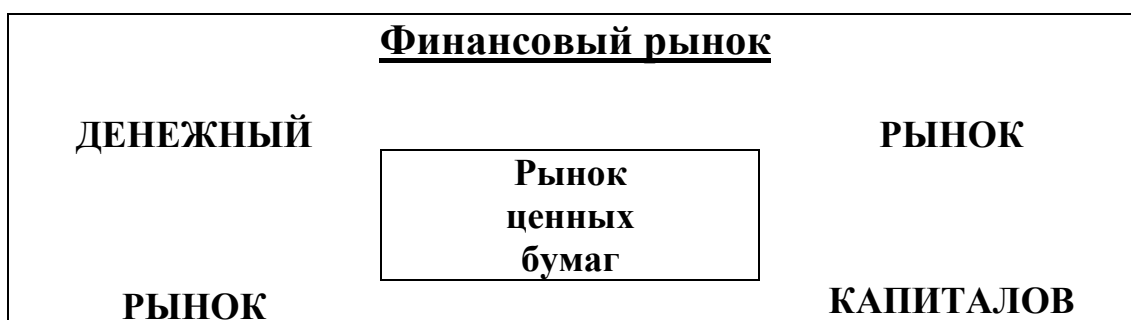 Финансовый рынок
ДЕНЕЖНЫЙ
РЫНОК
Рынок
ценных
бумаг
РЫНОК
КАПИТАЛОВ